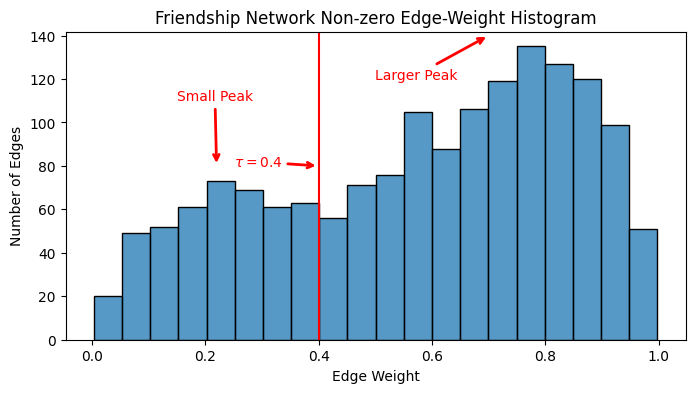 Friendship Network Non-zero Edge-Weight Histogram
Number of Edges
140
120
100
80
60
40
20
0
Larger Peak
Small Peak
τ = 0.4
0.0 0.2 0.4 0.6 0.8 1.0
Edge Weight